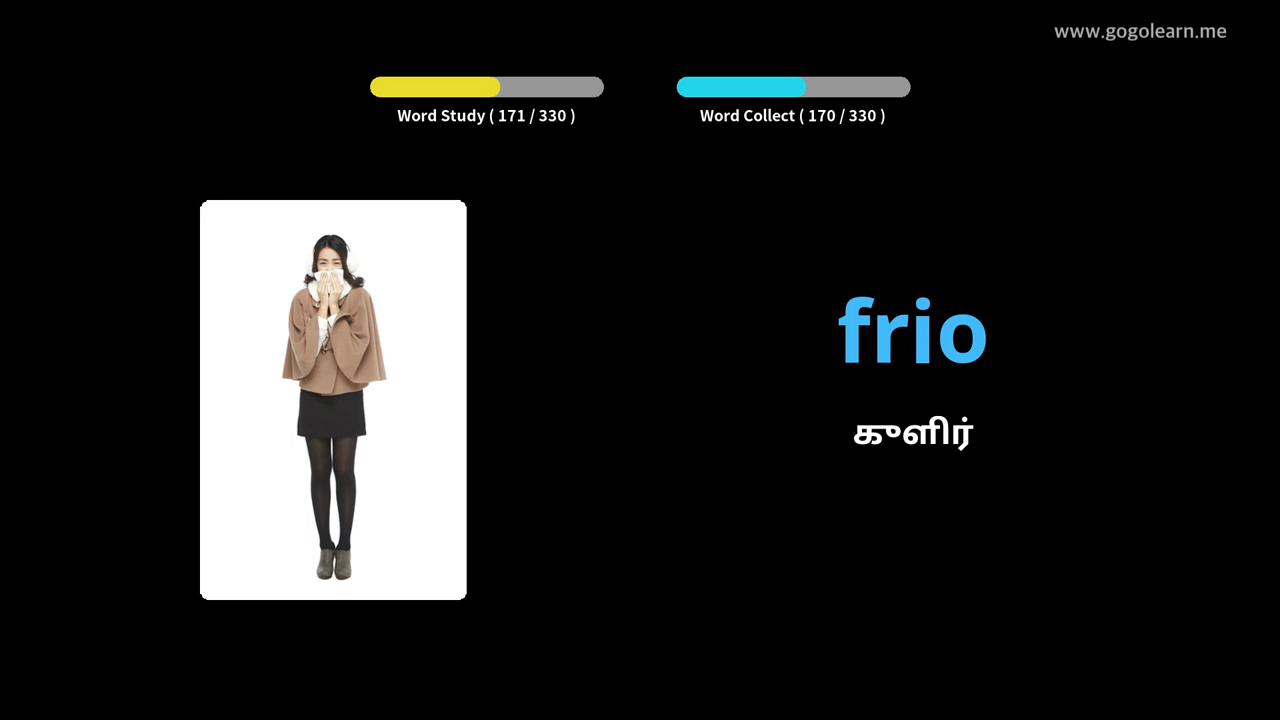 www.gogolearn.me
Word Study ( 171 / 330 )
Word Collect ( 170 / 330 )
frio
குளிர்